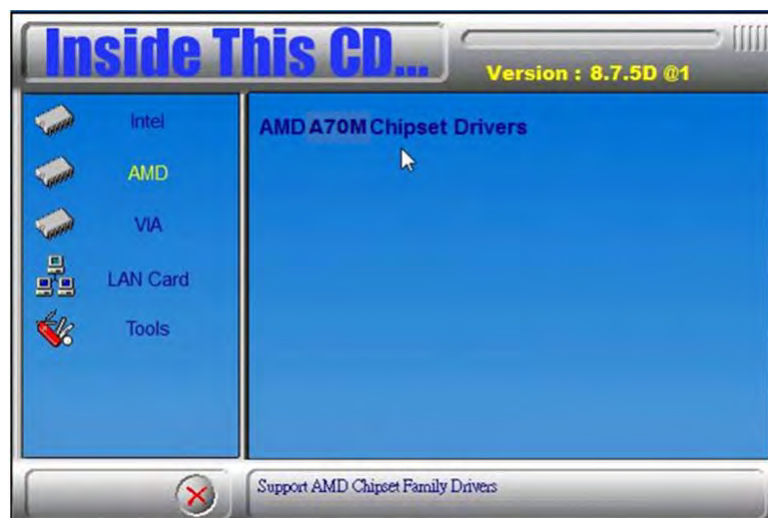 Inside This CD...
Version : 8.7.5D @1
Intel
AMD
VIA
LAN Card
Tools
AMD A70M Chipset Drivers
Support AMD Chipset Family Drivers